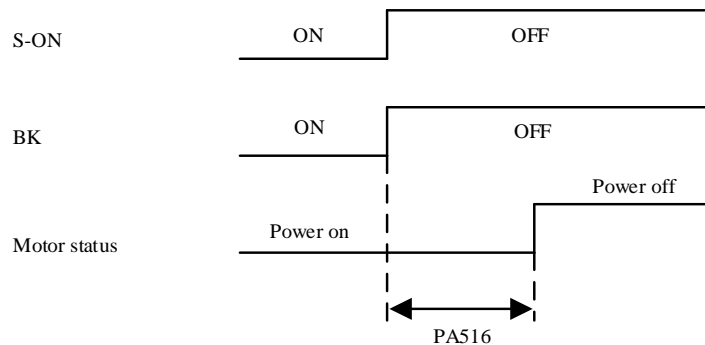 S-ON
ON
OFF
BK
ON
OFF
Motor status
Power on
Power off
PA516